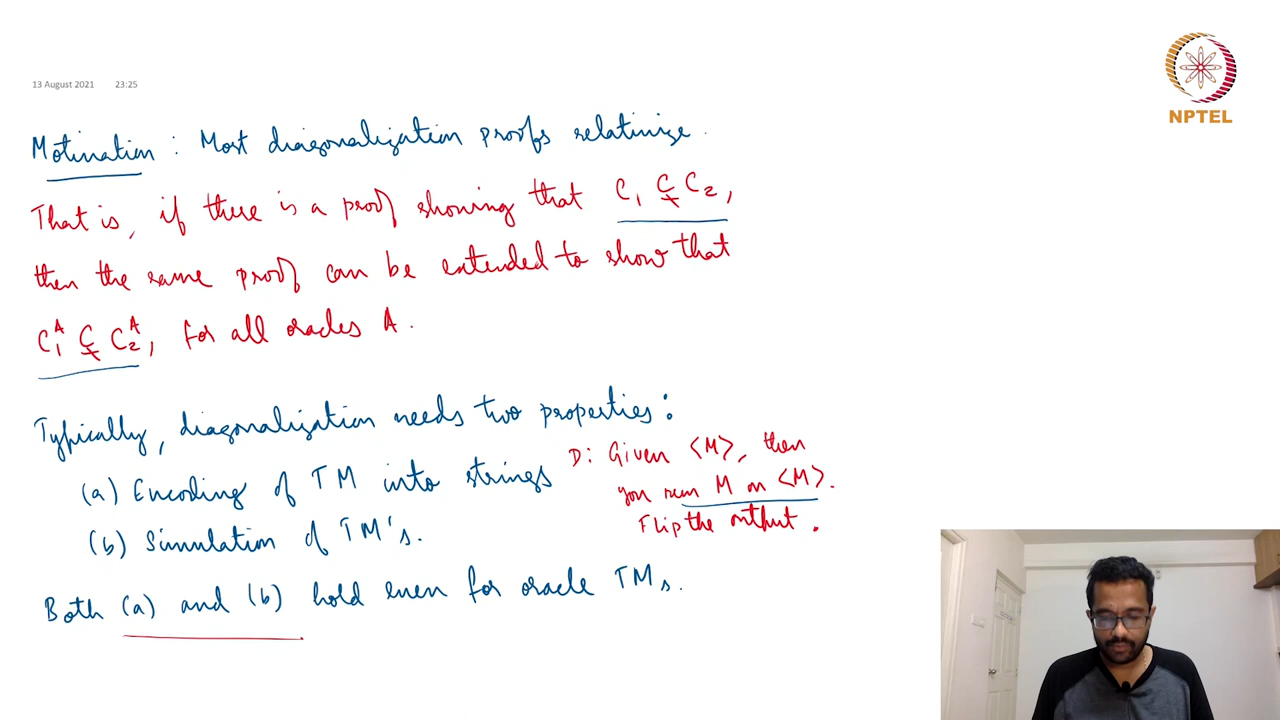 NPTEL
13 August 2021 23:25
Motivation : Most diagonalization proofs relativize.
That is, if there is a proof showing that C₁ ⊊ C₂,
then the same proof can be extended to show that
C₁ᴬ ⊊ C₂ᴬ, for all oracles A.
Typically, diagonalization needs two properties:
(a) Encoding of TM into strings
(b) Simulation of TM's.
D: Given <M>, then
you run M on <M>.
Flip the output.
Both (a) and (b) hold even for oracle TMs.